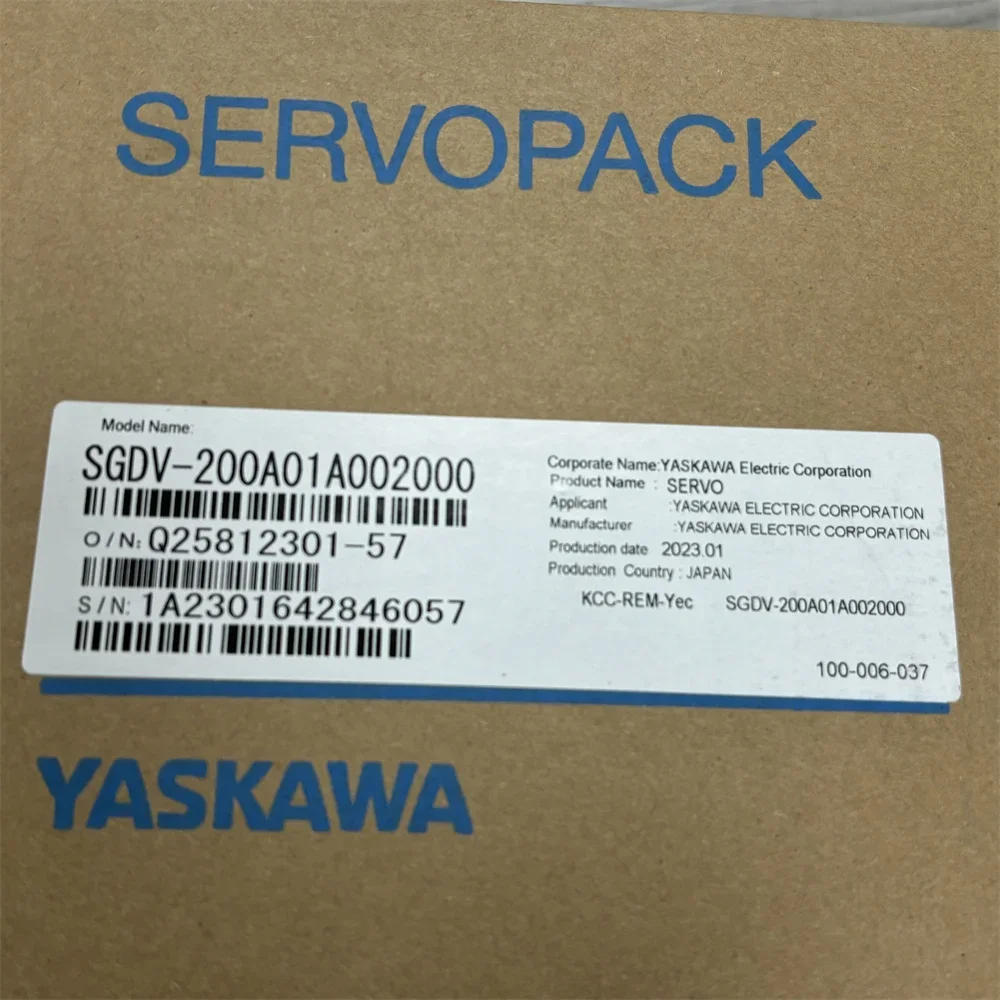 SERVOPACK
Model Name:
SGDV-200A01A002000
O/N: Q25812301-57
S/N: 1A2301642846057
Corporate Name:YASKAWA Electric Corporation
Product Name : SERVO
Applicant :YASKAWA ELECTRIC CORPORATION
Manufacturer :YASKAWA ELECTRIC CORPORATION
Production date 2023.01
Production Country : JAPAN
KCC-REM-Yec SGDV-200A01A002000
100-006-037
YASKAWA